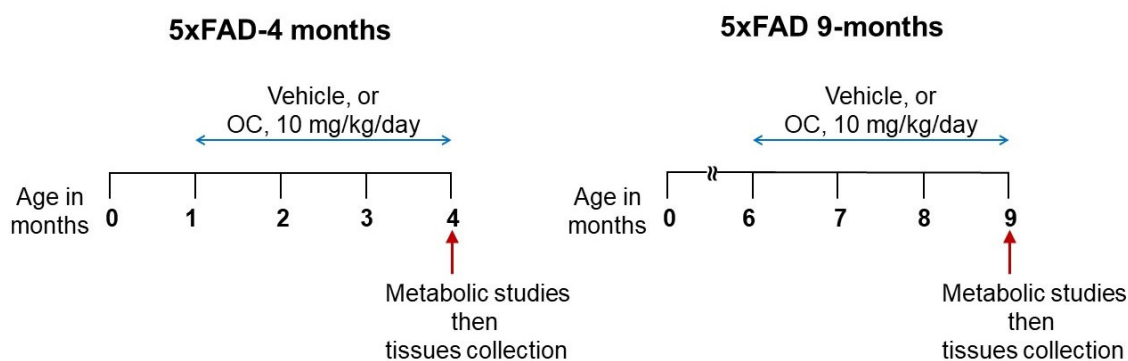 5xFAD-4 months
Vehicle, or
OC, 10 mg/kg/day
Age in
months
0 1 2 3 4
Metabolic studies
then
tissues collection
5xFAD 9-months
Vehicle, or
OC, 10 mg/kg/day
Age in
months
0 6 7 8 9
Metabolic studies
then
tissues collection